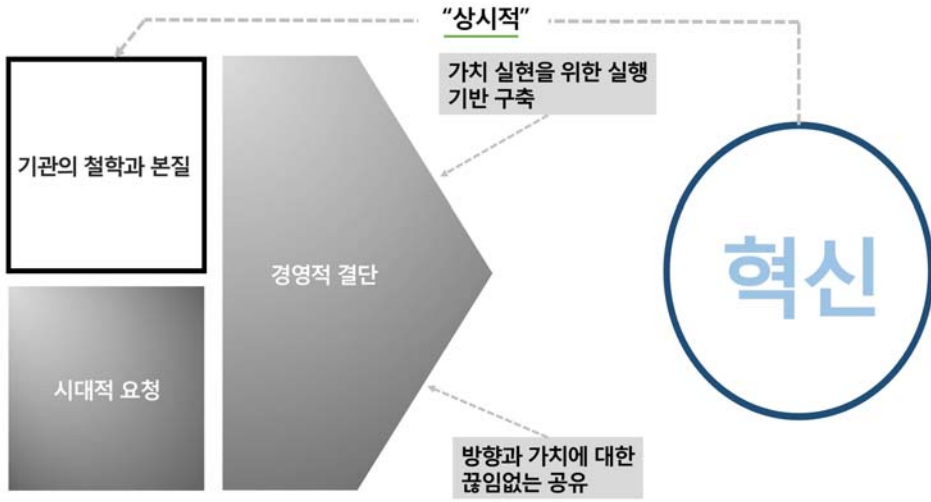 “상시적”
가치 실현을 위한 실행
기반 구축
기관의 철학과 본질
경영적 결단
혁신
시대적 요청
방향과 가치에 대한
끊임없는 공유